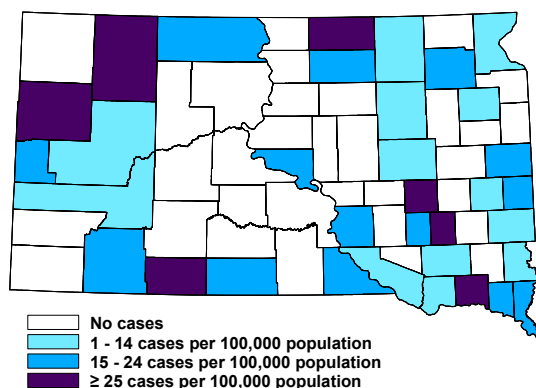 No cases
1 - 14 cases per 100,000 population
15 - 24 cases per 100,000 population
≥ 25 cases per 100,000 population